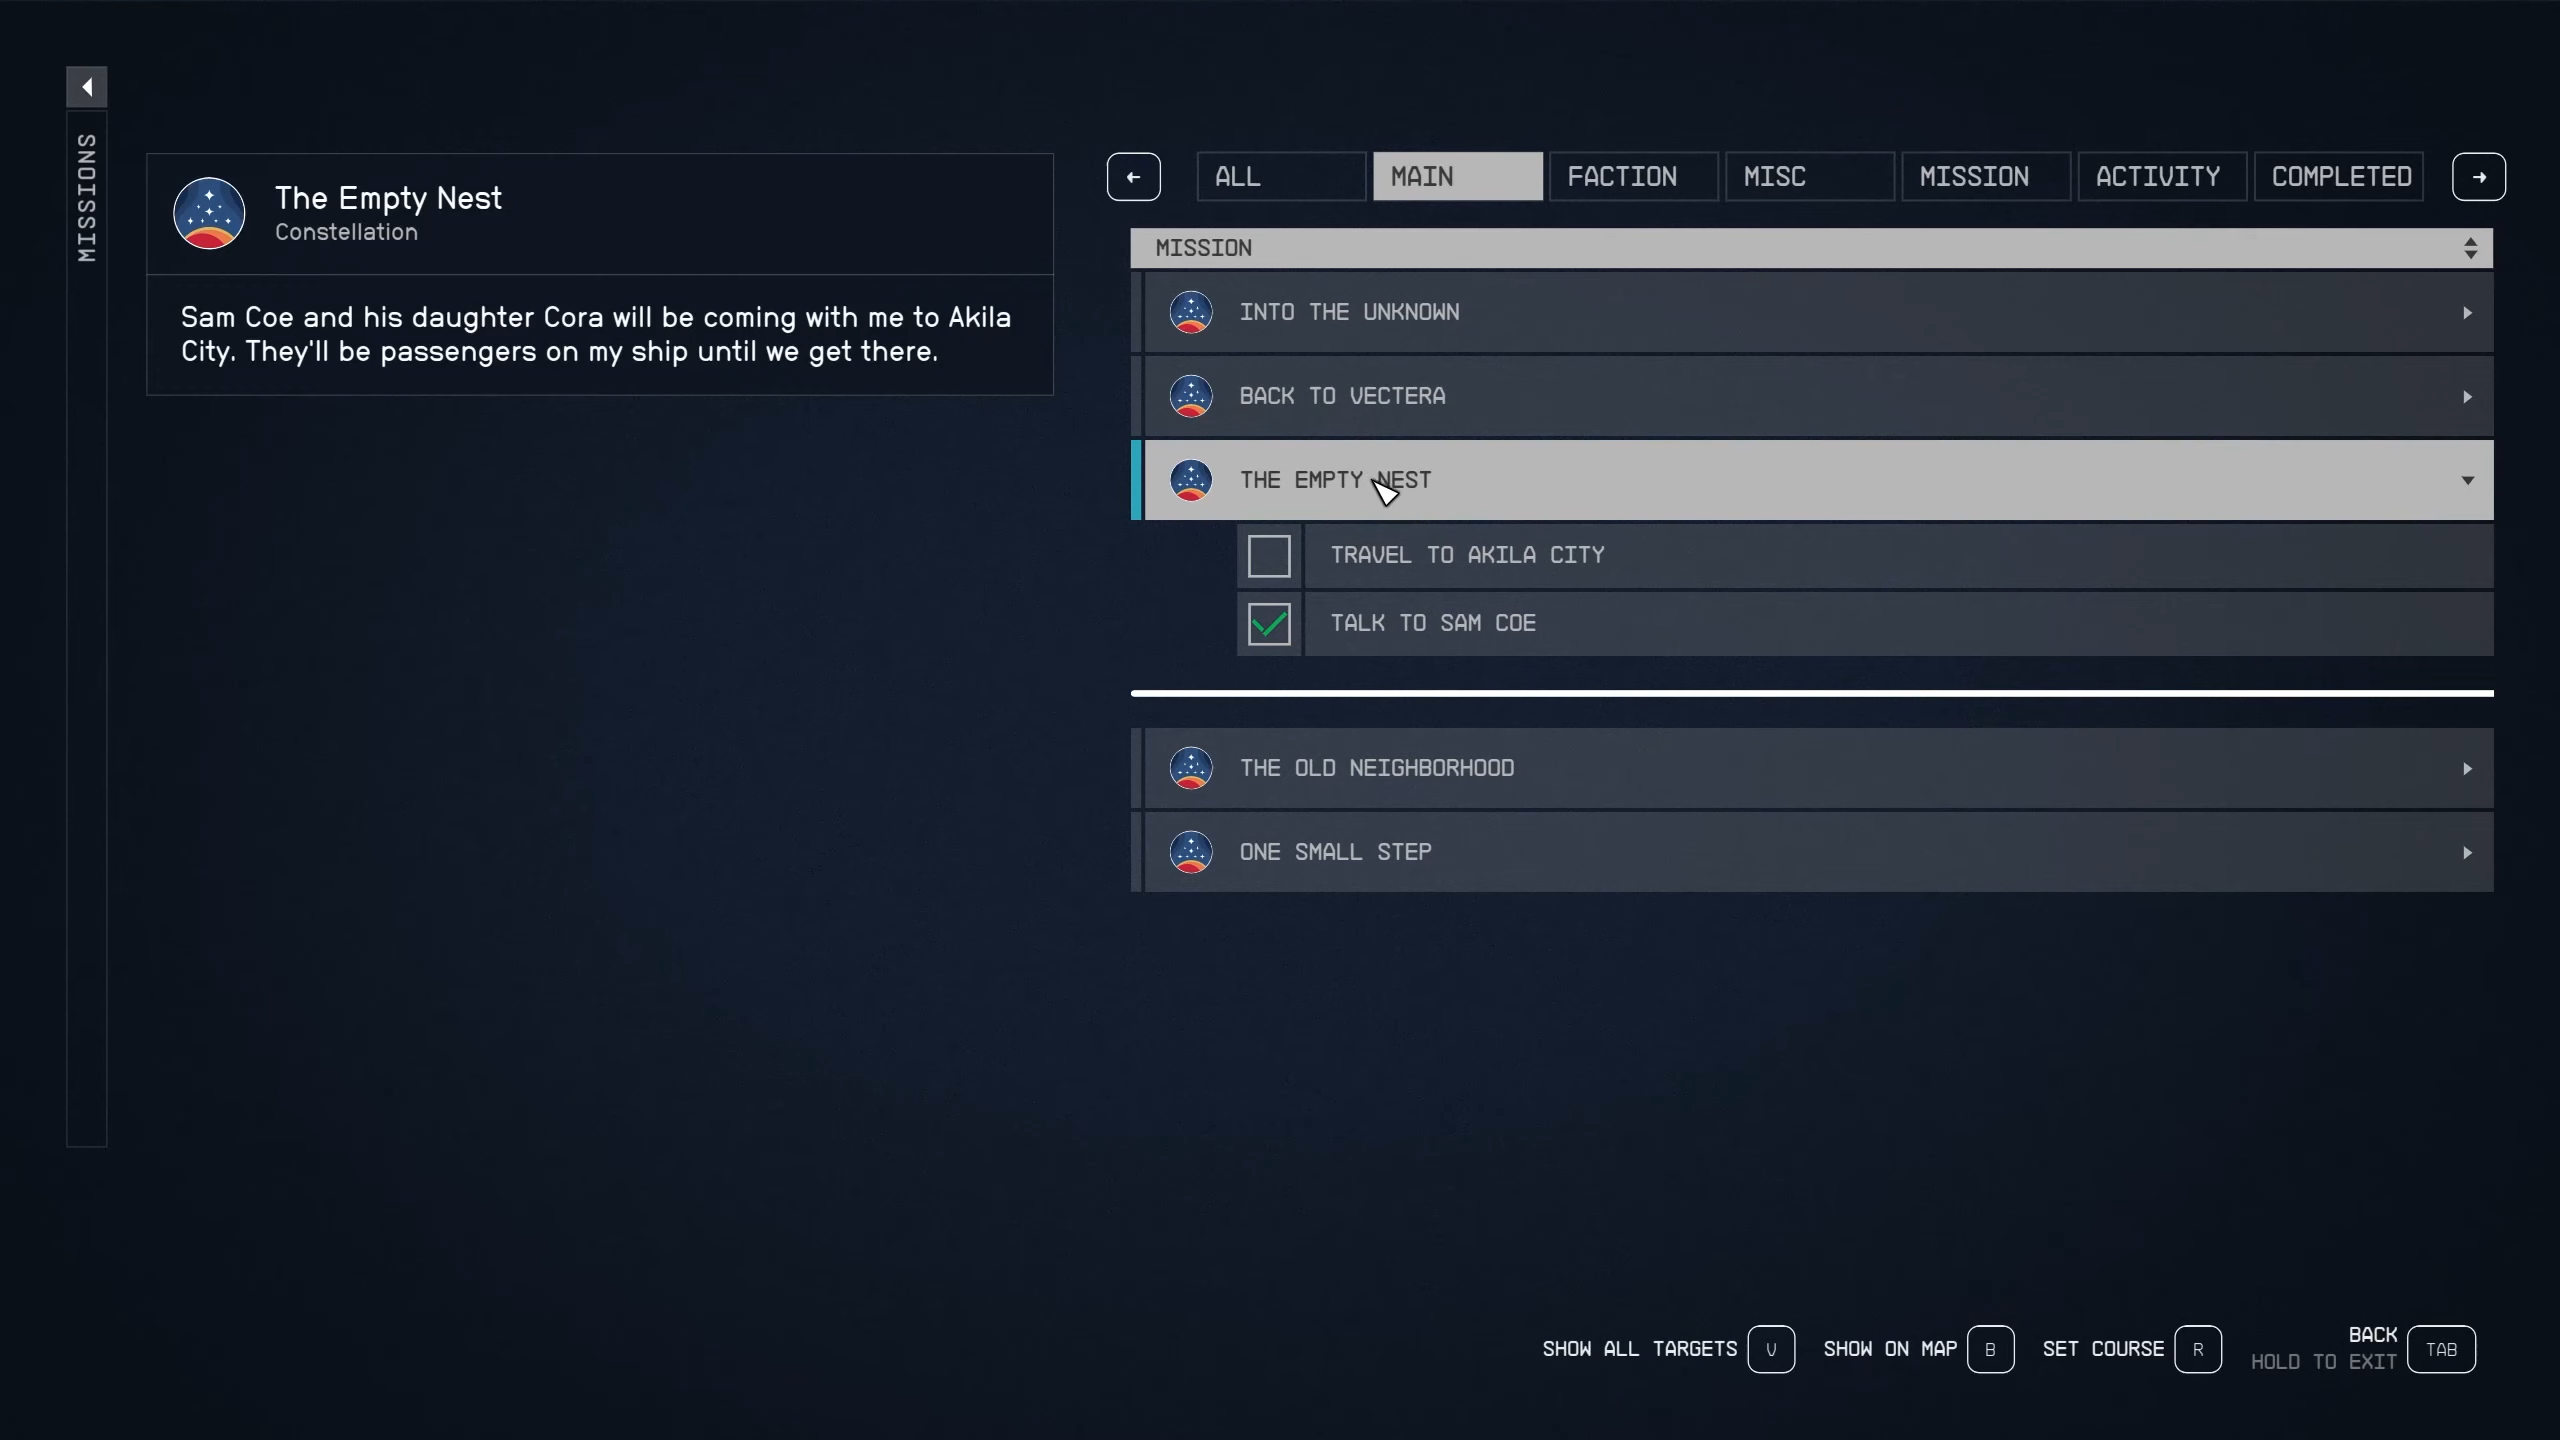 MISSIONS
The Empty Nest
Constellation
Sam Coe and his daughter Cora will be coming with me to Akila
City. They'll be passengers on my ship until we get there.
ALL
MAIN
FACTION
MISC
MISSION
ACTIVITY
COMPLETED
MISSION
INTO THE UNKNOWN
BACK TO VECTERA
THE EMPTY NEST
TRAVEL TO AKILA CITY
TALK TO SAM COE
THE OLD NEIGHBORHOOD
ONE SMALL STEP
SHOW ALL TARGETS V
SHOW ON MAP B
SET COURSE R
BACK
HOLD TO EXIT
TAB